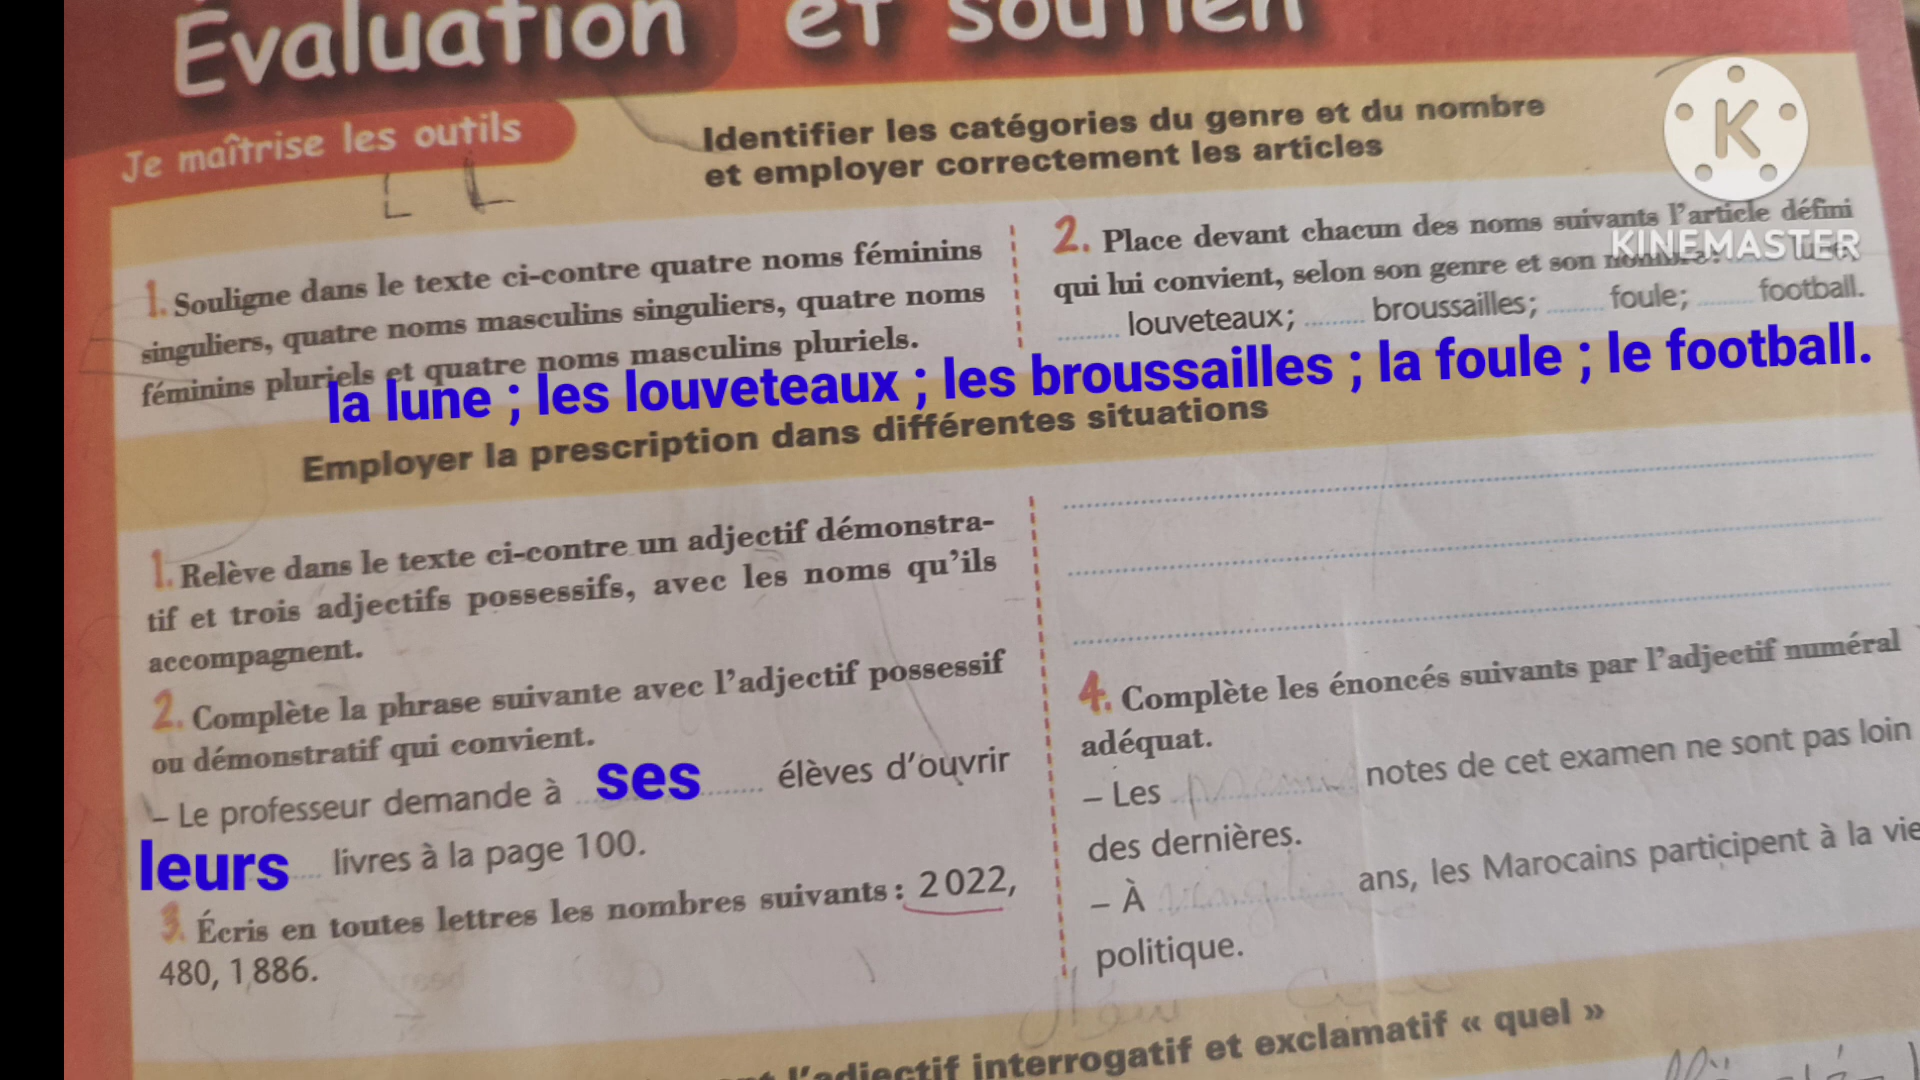 Évaluation et soutien
Je maîtrise les outils
Identifier les catégories du genre et du nombre
et employer correctement les articles
K
KINEMASTER
1. Souligne dans le texte ci-contre quatre noms féminins
singuliers, quatre noms masculins singuliers, quatre noms
féminins pluriels et quatre noms masculins pluriels.
2. Place devant chacun des noms suivants l'article défini
qui lui convient, selon son genre et son nombre:
louveteaux; broussailles; foule; football.
la lune ; les louveteaux ; les broussailles ; la foule ; le football.
Employer la prescription dans différentes situations
1. Relève dans le texte ci-contre un adjectif démonstra-
tif et trois adjectifs possessifs, avec les noms qu'ils
accompagnent.
2. Complète la phrase suivante avec l'adjectif possessif
ou démonstratif qui convient.
– Le professeur demande à ses élèves d'ouvrir
leurs livres à la page 100.
3. Écris en toutes lettres les nombres suivants : 2 022,
480, 1 886.
4. Complète les énoncés suivants par l'adjectif numéral
adéquat.
– Les notes de cet examen ne sont pas loin
des dernières.
– À ans, les Marocains participent à la vie
politique.
l'adjectif interrogatif et exclamatif « quel »